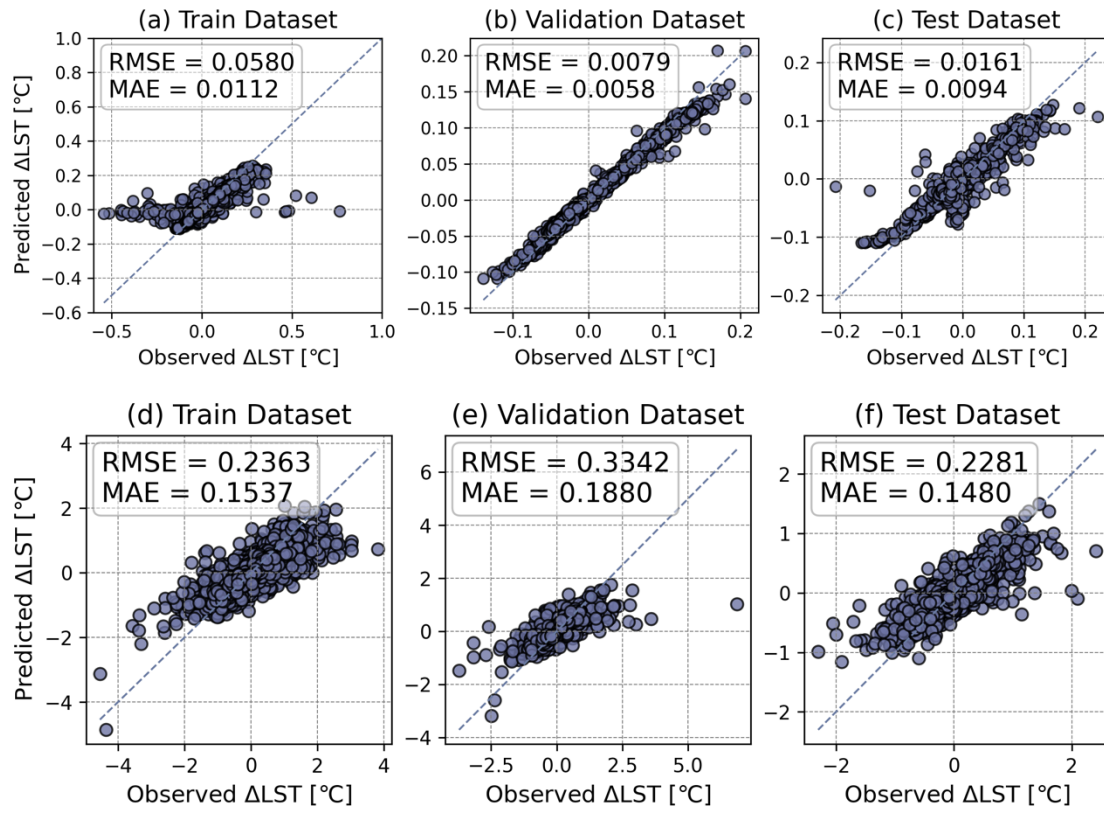 (a) Train Dataset
(b) Validation Dataset
(c) Test Dataset
RMSE = 0.0580
MAE = 0.0112
RMSE = 0.0079
MAE = 0.0058
RMSE = 0.0161
MAE = 0.0094
Predicted ΔLST [°C]
1.0
0.8
0.6
0.4
0.2
0.0
−0.2
−0.4
−0.6
−0.5
0.0
0.5
1.0
Observed ΔLST [°C]
0.20
0.15
0.10
0.05
0.00
−0.05
−0.10
−0.15
−0.1
0.0
0.1
0.2
Observed ΔLST [°C]
0.2
0.1
0.0
−0.1
−0.2
−0.2
−0.1
0.0
0.1
0.2
Observed ΔLST [°C]
(d) Train Dataset
(e) Validation Dataset
(f) Test Dataset
RMSE = 0.2363
MAE = 0.1537
RMSE = 0.3342
MAE = 0.1880
RMSE = 0.2281
MAE = 0.1480
Predicted ΔLST [°C]
4
2
0
−2
−4
−4
−2
0
2
4
Observed ΔLST [°C]
6
4
2
0
−2
−4
−2.5
0.0
2.5
5.0
Observed ΔLST [°C]
2
1
0
−1
−2
−2
0
2
Observed ΔLST [°C]